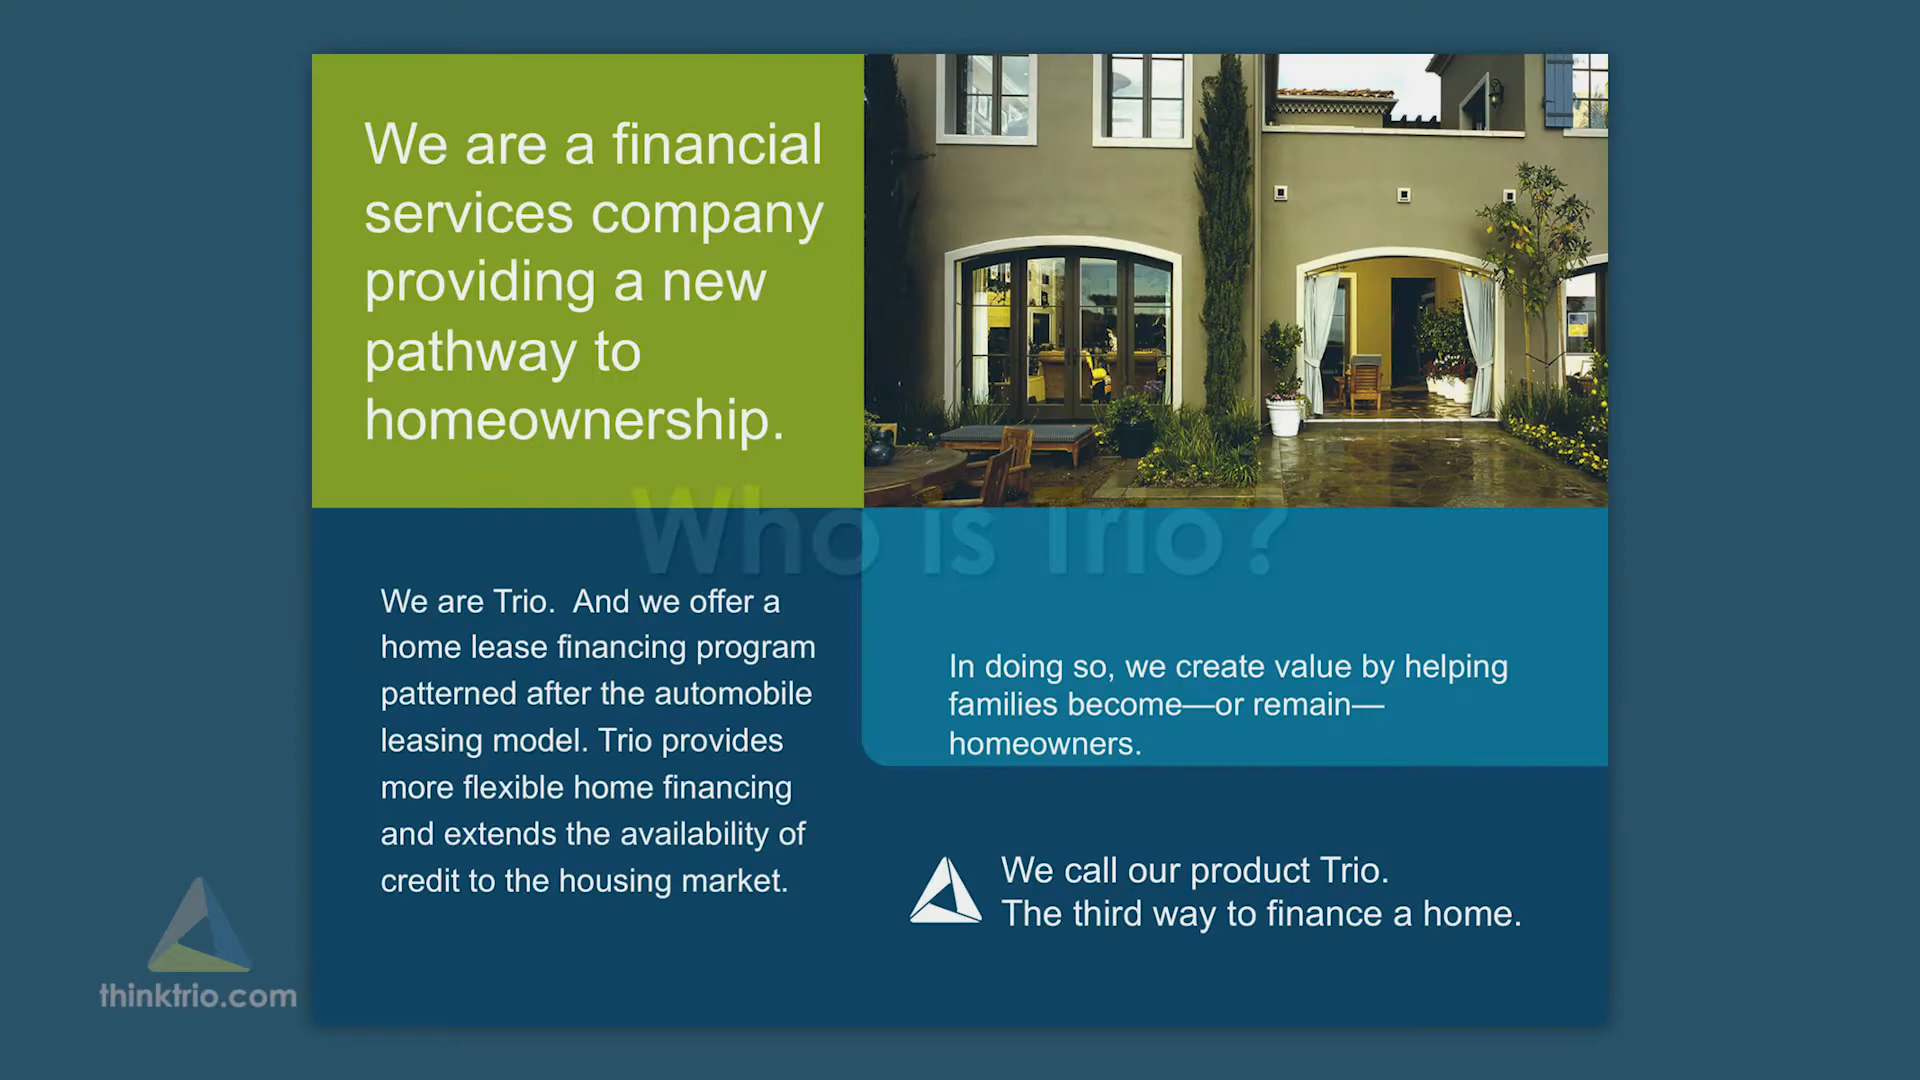 We are a financial
services company
providing a new
pathway to
homeownership.
Who is Trio?
We are Trio.  And we offer a
home lease financing program
patterned after the automobile
leasing model. Trio provides
more flexible home financing
and extends the availability of
credit to the housing market.
In doing so, we create value by helping
families become—or remain—
homeowners.
We call our product Trio.
The third way to finance a home.
thinktrio.com